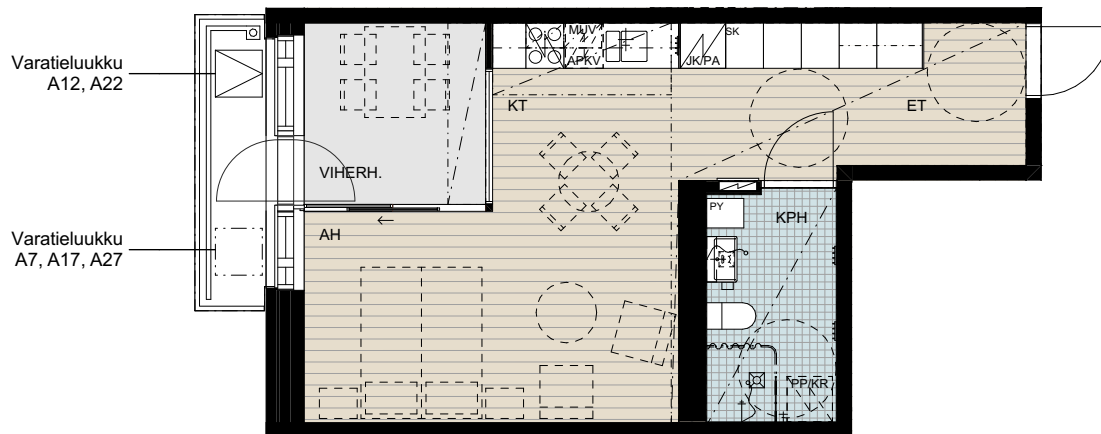 Varatieluukku
A12, A22
MUV
APKV
SK
JK/PA
KT
ET
VIHERH.
PY
KPH
AH
Varatieluukku
A7, A17, A27
PP/KR